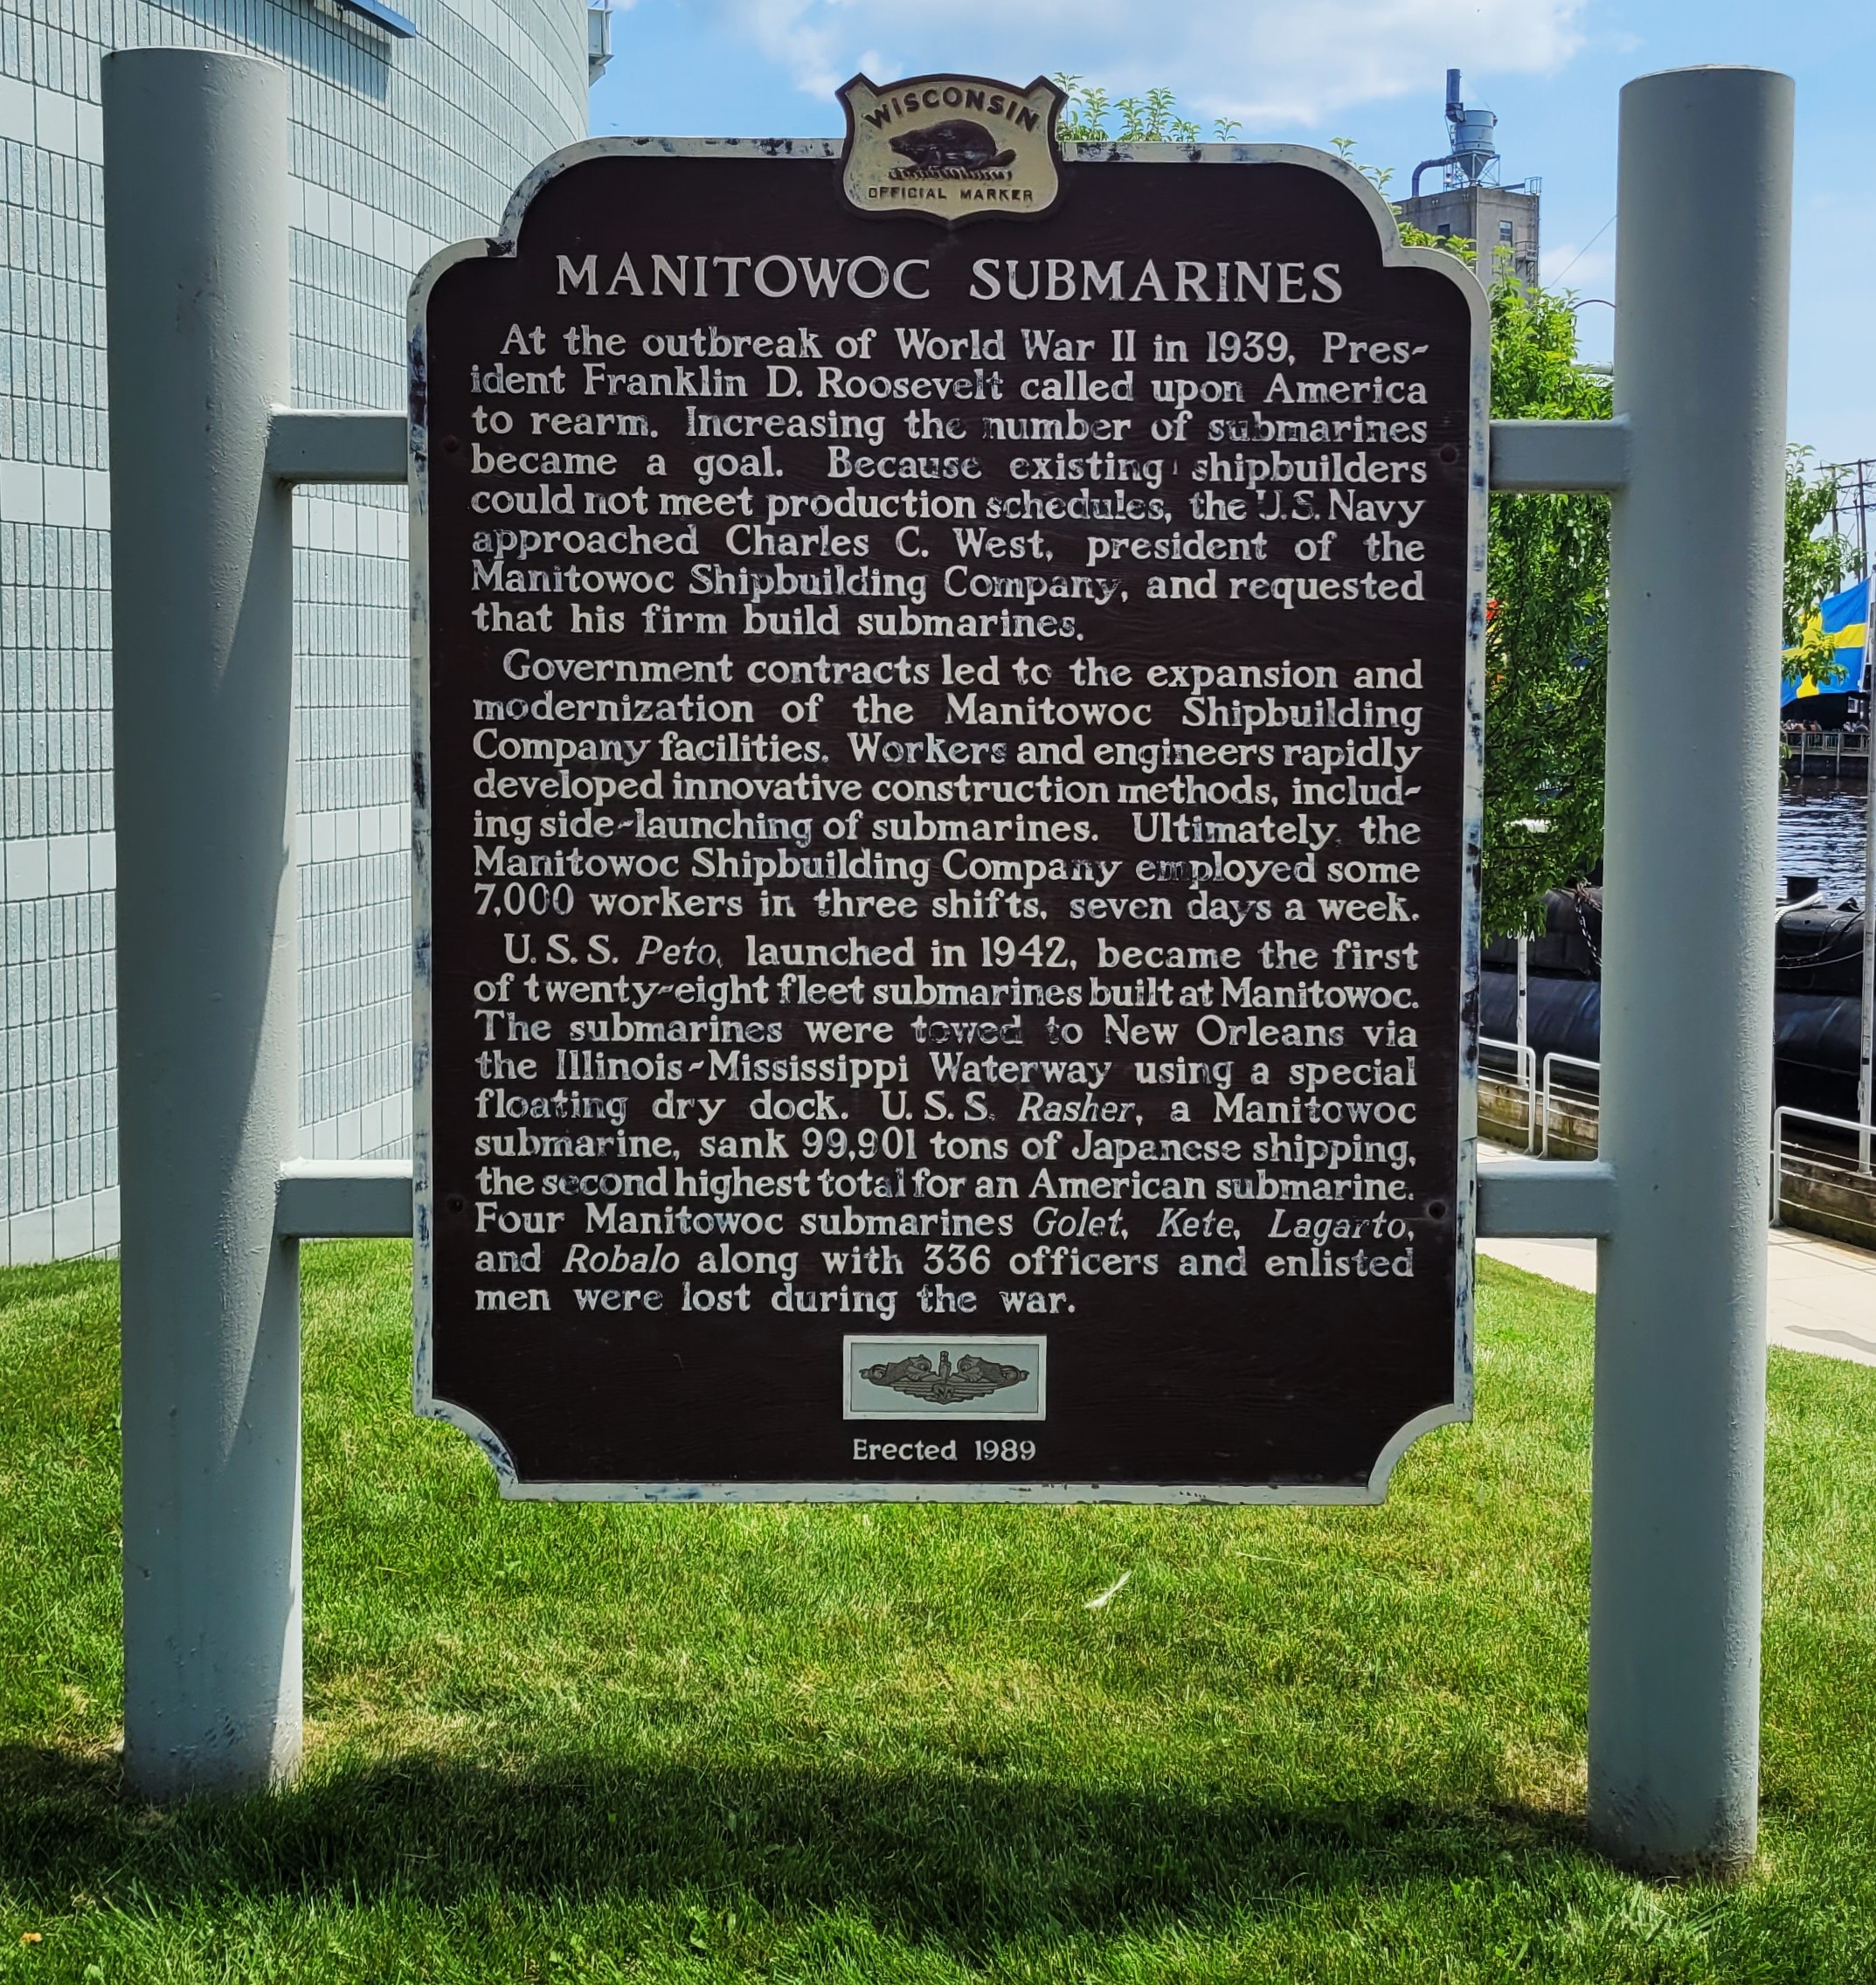 WISCONSIN
OFFICIAL MARKER
MANITOWOC SUBMARINES
At the outbreak of World War II in 1939, Pres-
ident Franklin D. Roosevelt called upon America
to rearm. Increasing the number of submarines
became a goal. Because existing shipbuilders
could not meet production schedules, the U.S. Navy
approached Charles C. West, president of the
Manitowoc Shipbuilding Company, and requested
that his firm build submarines.
Government contracts led to the expansion and
modernization of the Manitowoc Shipbuilding
Company facilities. Workers and engineers rapidly
developed innovative construction methods, includ-
ing side-launching of submarines. Ultimately, the
Manitowoc Shipbuilding Company employed some
7,000 workers in three shifts, seven days a week.
U. S. S. Peto, launched in 1942, became the first
of twenty-eight fleet submarines built at Manitowoc.
The submarines were towed to New Orleans via
the Illinois-Mississippi Waterway using a special
floating dry dock. U. S. S. Rasher, a Manitowoc
submarine, sank 99,901 tons of Japanese shipping,
the second highest total for an American submarine.
Four Manitowoc submarines Golet, Kete, Lagarto,
and Robalo along with 336 officers and enlisted
men were lost during the war.
Erected 1989